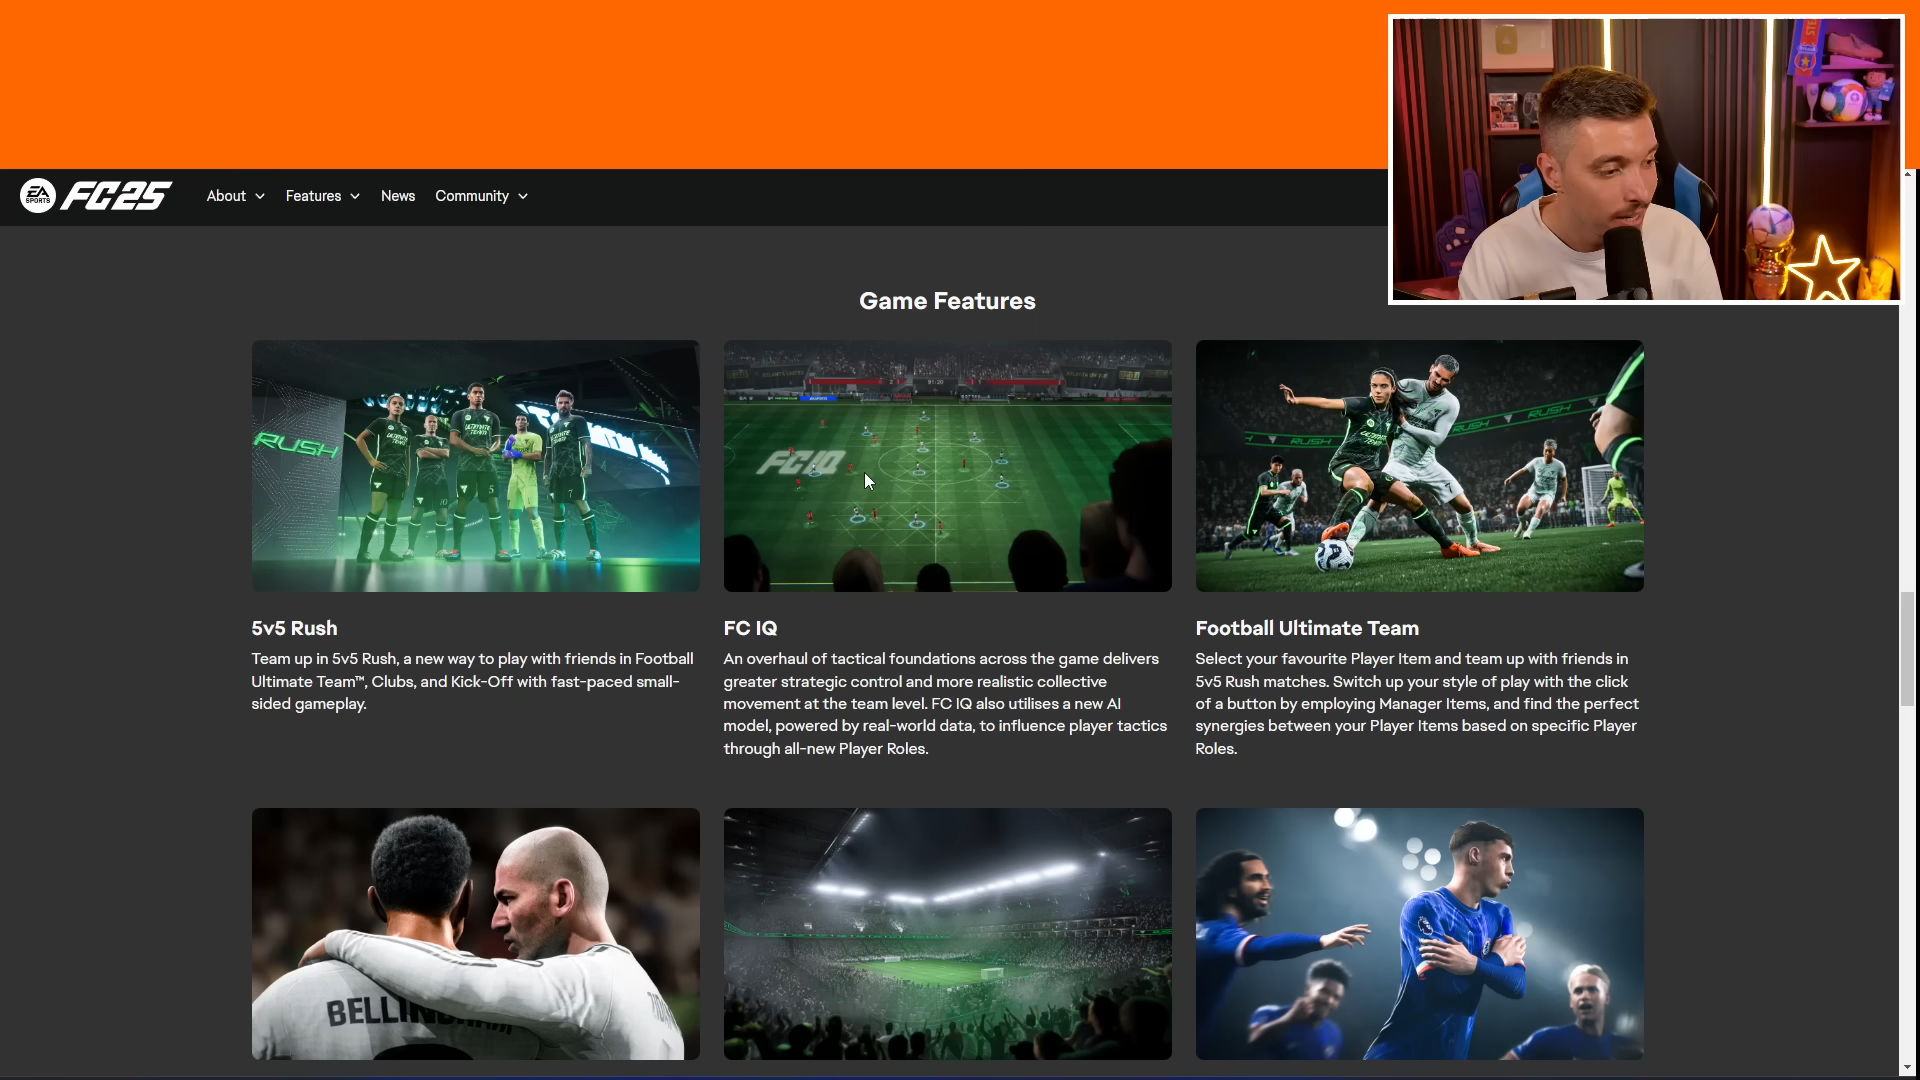 EA
SPORTS
FC25
About
Features
News
Community
Game Features
RUSH
FC IQ
RUSH
RUSH
5v5 Rush
Team up in 5v5 Rush, a new way to play with friends in Football
Ultimate Team™, Clubs, and Kick-Off with fast-paced small-
sided gameplay.
FC IQ
An overhaul of tactical foundations across the game delivers
greater strategic control and more realistic collective
movement at the team level. FC IQ also utilises a new AI
model, powered by real-world data, to influence player tactics
through all-new Player Roles.
Football Ultimate Team
Select your favourite Player Item and team up with friends in
5v5 Rush matches. Switch up your style of play with the click
of a button by employing Manager Items, and find the perfect
synergies between your Player Items based on specific Player
Roles.